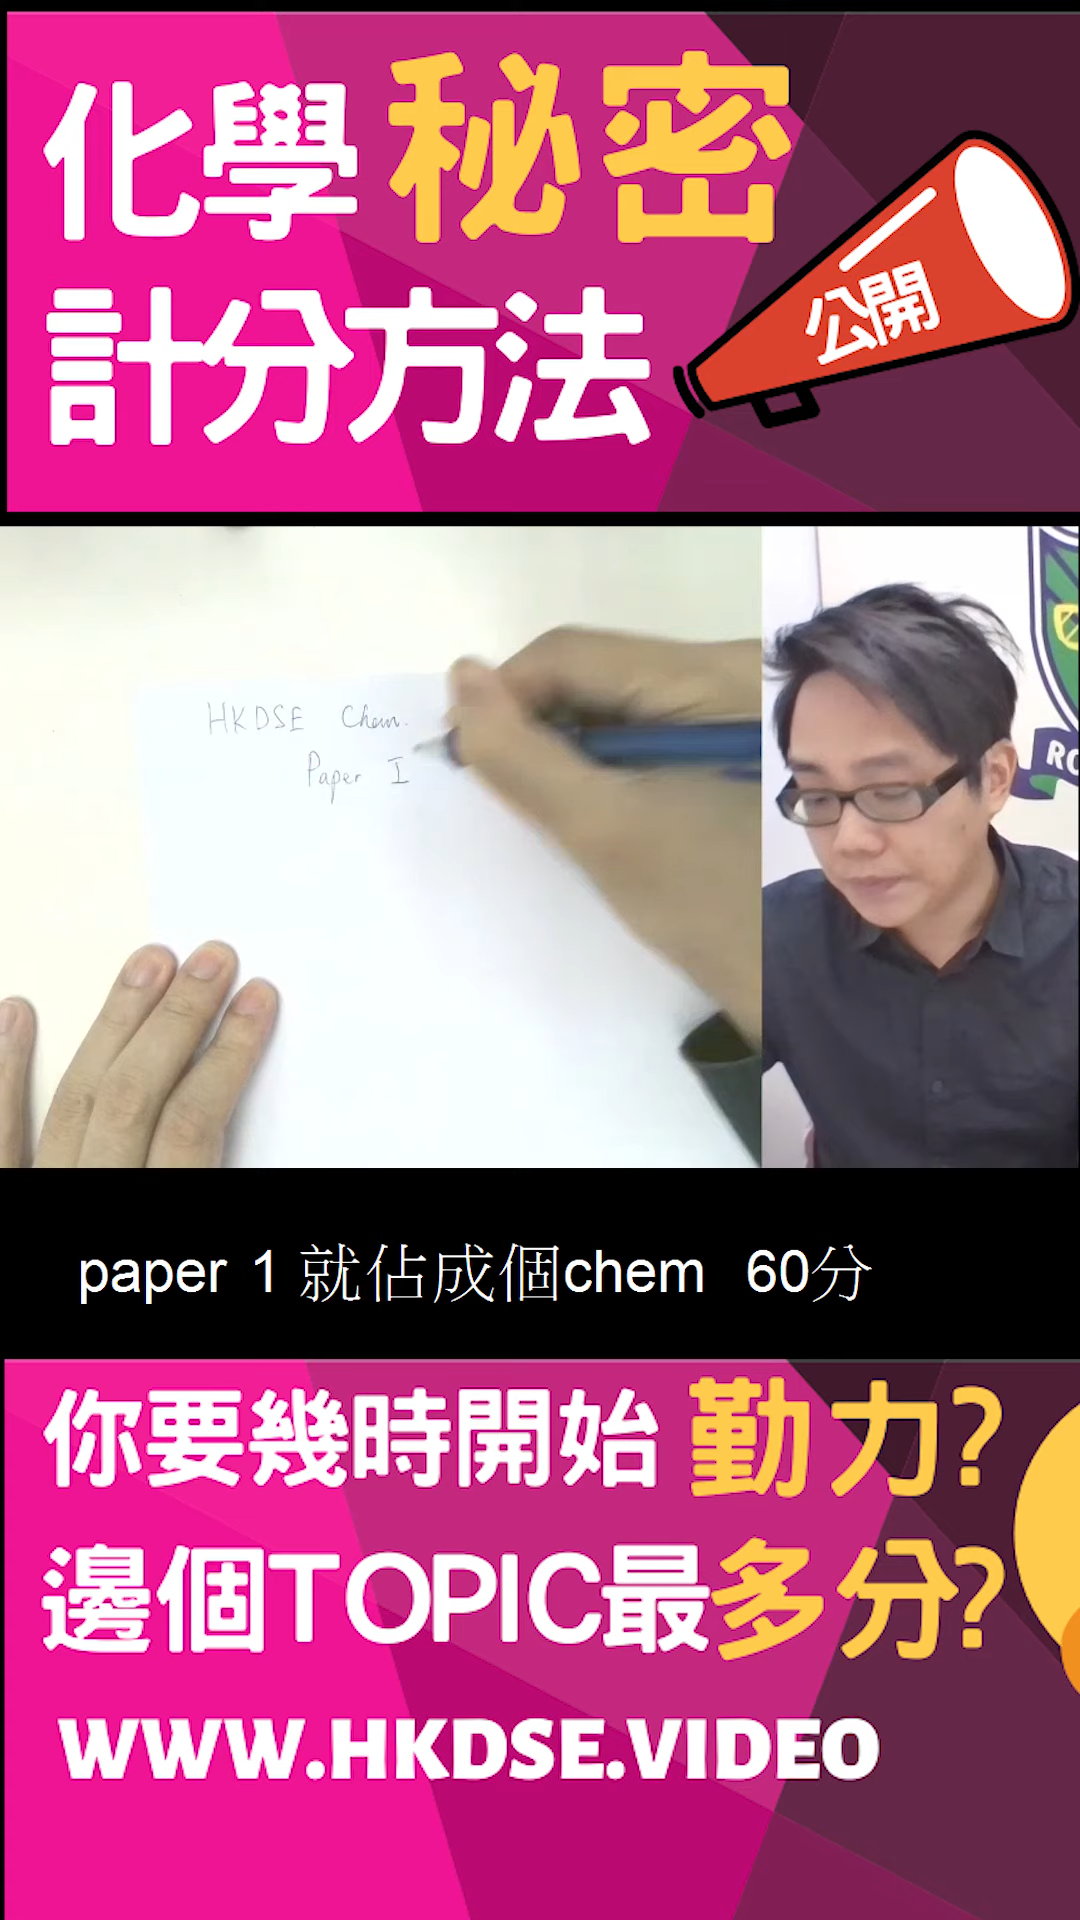 化學秘密
計分方法
公開
HKDSE Chem.
Paper I
RO
paper 1 就佔成個chem 60分
你要幾時開始勤力?
邊個TOPIC最多分?
WWW.HKDSE.VIDEO